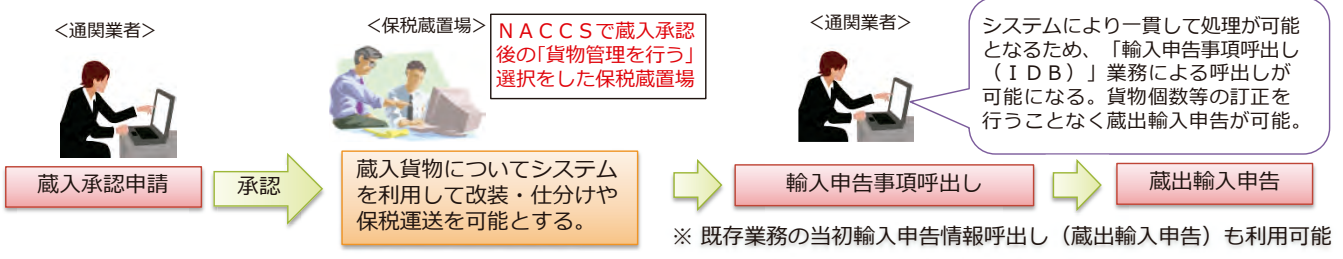 <通関業者>
蔵入承認申請
承認
<保税蔵置場>
NACCSで蔵入承認
後の「貨物管理を行う」
選択をした保税蔵置場
蔵入貨物についてシステム
を利用して改装・仕分けや
保税運送を可能とする。
<通関業者>
システムにより一貫して処理が可能
となるため、「輸入申告事項呼出し
(IDB)」業務による呼出しが
可能になる。貨物個数等の訂正を
行うことなく蔵出輸入申告が可能。
輸入申告事項呼出し
蔵出輸入申告
※ 既存業務の当初輸入申告情報呼出し(蔵出輸入申告)も利用可能